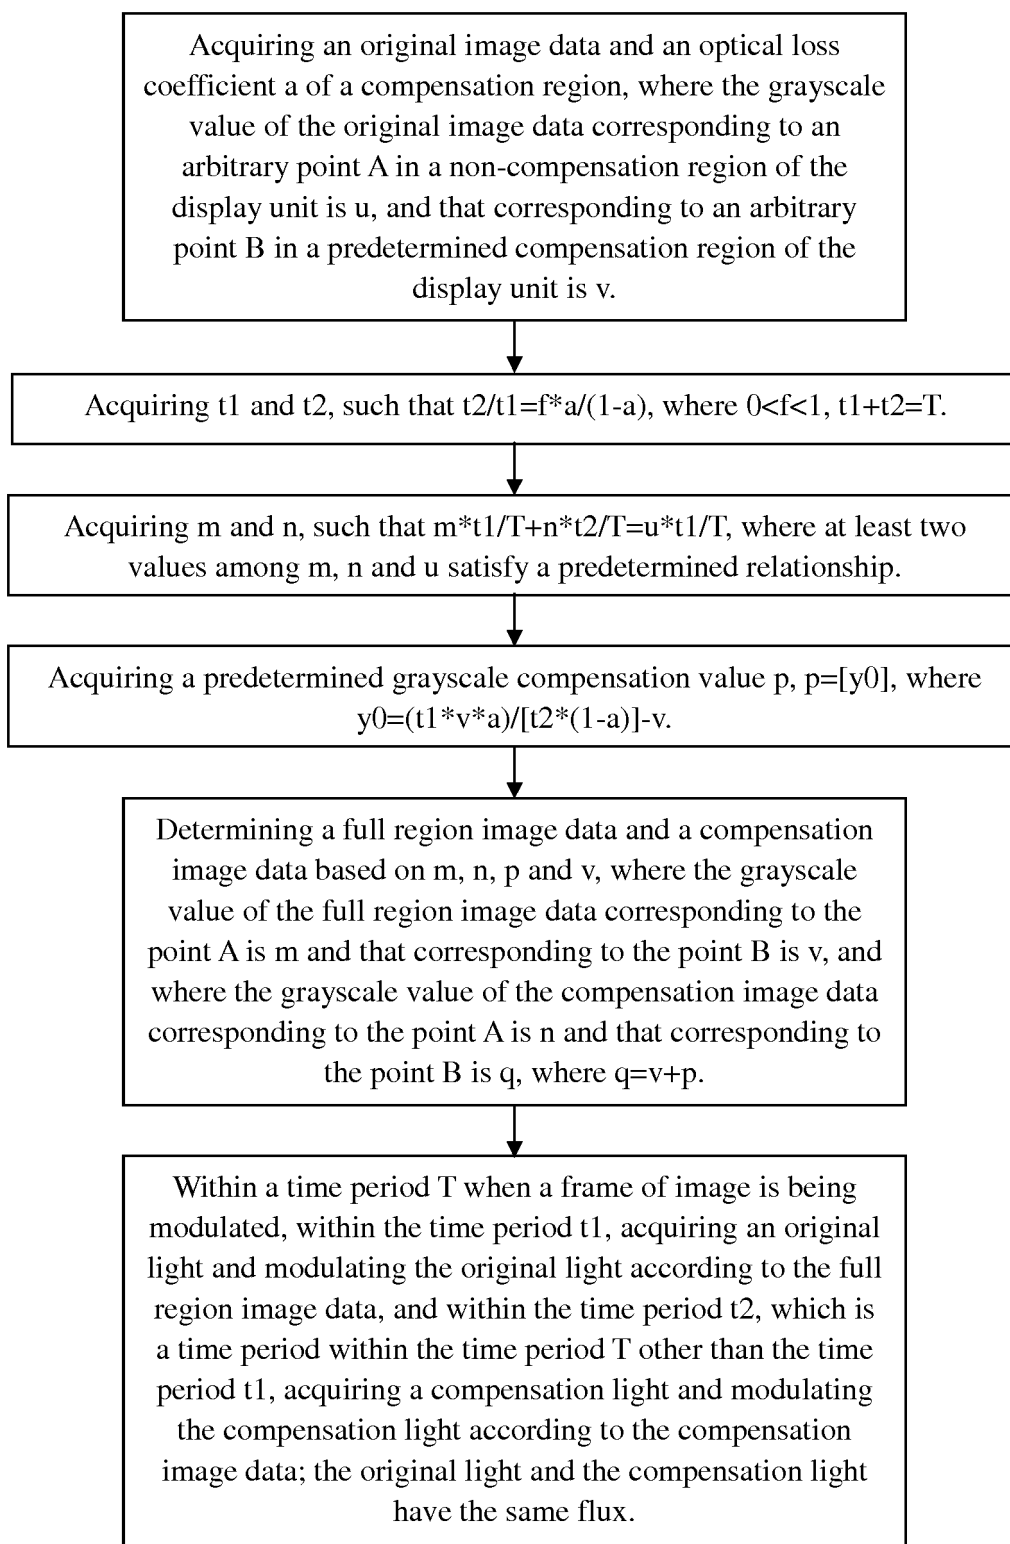 Acquiring an original image data and an optical loss
coefficient a of a compensation region, where the grayscale
value of the original image data corresponding to an
arbitrary point A in a non-compensation region of the
display unit is u, and that corresponding to an arbitrary
point B in a predetermined compensation region of the
display unit is v.
Acquiring t1 and t2, such that t2/t1=f*a/(1-a), where 0<f<1, t1+t2=T.
Acquiring m and n, such that m*t1/T+n*t2/T=u*t1/T, where at least two
values among m, n and u satisfy a predetermined relationship.
Acquiring a predetermined grayscale compensation value p, p=[y0], where
y0=(t1*v*a)/[t2*(1-a)]-v.
Determining a full region image data and a compensation
image data based on m, n, p and v, where the grayscale
value of the full region image data corresponding to the
point A is m and that corresponding to the point B is v, and
where the grayscale value of the compensation image data
corresponding to the point A is n and that corresponding to
the point B is q, where q=v+p.
Within a time period T when a frame of image is being
modulated, within the time period t1, acquiring an original
light and modulating the original light according to the full
region image data, and within the time period t2, which is
a time period within the time period T other than the time
period t1, acquiring a compensation light and modulating
the compensation light according to the compensation
image data; the original light and the compensation light
have the same flux.